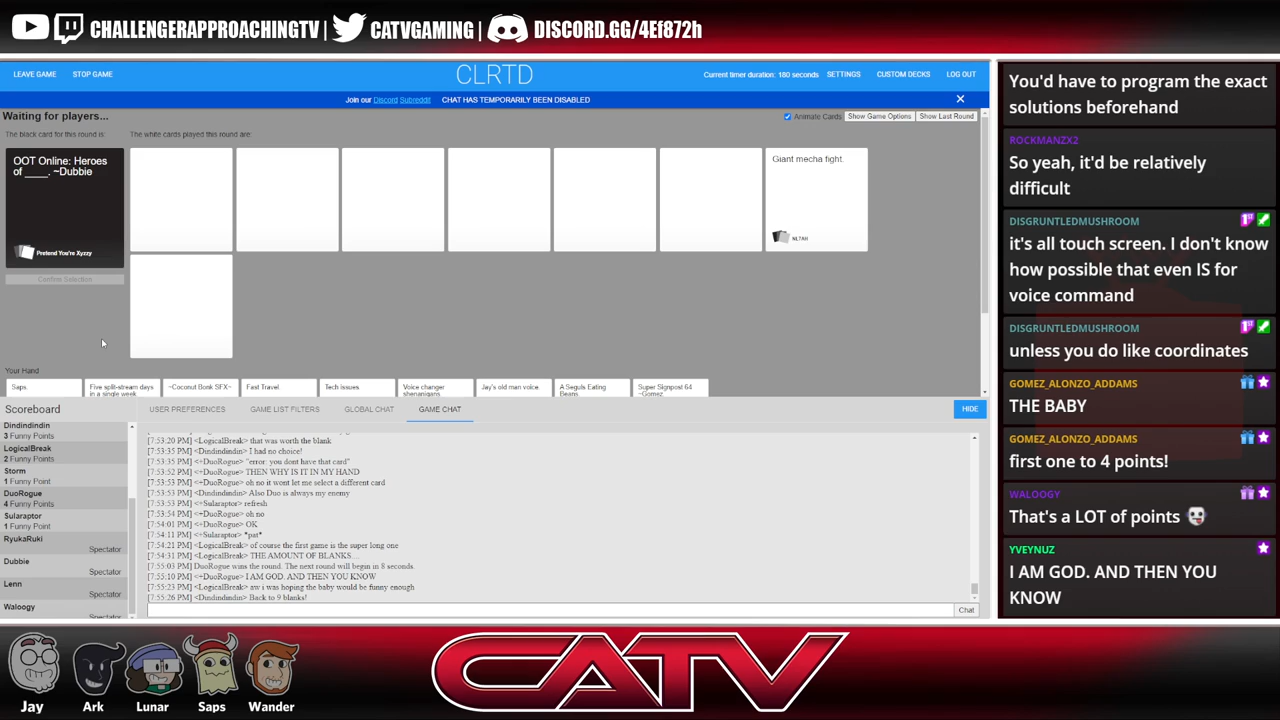 CHALLENGERAPPROACHINGTV | CATVGAMING | DISCORD.GG/4Ef872h
LEAVE GAME STOP GAME CLRTD Current timer duration: 180 seconds SETTINGS CUSTOM DECKS LOG OUT
Join our Discord Subreddit CHAT HAS TEMPORARILY BEEN DISABLED
Waiting for players...
Animate Cards Show Game Options Show Last Round
The black card for this round is: The white cards played this round are:
OOT Online: Heroes
of ____. ~Dubbie
Pretend You're Xyzzy
Giant mecha fight.
NL7AH
Confirm Selection
Your Hand
Saps
Five split-stream days
in a single week
~Coconut Bonk SFX~
Fast Travel
Tech issues
Voice changer
shenanigans
Jay's old man voice
A Seguls Eating
Beans
Super Signpost 64
~Gomez
Scoreboard
USER PREFERENCES GAME LIST FILTERS GLOBAL CHAT GAME CHAT HIDE
Dindindindin
3 Funny Points
LogicalBreak
2 Funny Points
Storm
1 Funny Point
DuoRogue
4 Funny Points
Sularaptor
1 Funny Point
RyukaRuki
Spectator
Dubbie
Spectator
Lenn
Spectator
Waloogy
Spectator
[7:53:20 PM] <LogicalBreak> that was worth the blank
[7:53:35 PM] <Dindindindin> I had no choice!
[7:53:35 PM] <+DuoRogue> "error: you dont have that card"
[7:53:52 PM] <+DuoRogue> THEN WHY IS IT IN MY HAND
[7:53:53 PM] <+DuoRogue> oh no it wont let me select a different card
[7:53:53 PM] <Dindindindin> Also Duo is always my enemy
[7:53:53 PM] <+Sularaptor> refresh
[7:53:54 PM] <+DuoRogue> oh no
[7:54:01 PM] <+DuoRogue> OK
[7:54:11 PM] <+Sularaptor> *pat*
[7:54:21 PM] <LogicalBreak> of course the first game is the super long one
[7:54:31 PM] <LogicalBreak> THE AMOUNT OF BLANKS....
[7:55:03 PM] DuoRogue wins the round. The next round will begin in 8 seconds.
[7:55:10 PM] <+DuoRogue> I AM GOD. AND THEN YOU KNOW
[7:55:23 PM] <LogicalBreak> aw i was hoping the baby would be funny enough
[7:55:26 PM] <Dindindindin> Back to 9 blanks!
Chat
You'd have to program the exact
solutions beforehand
ROCKMANZX2
So yeah, it'd be relatively
difficult
DISGRUNTLEDMUSHROOM
it's all touch screen. I don't know
how possible that even IS for
voice command
DISGRUNTLEDMUSHROOM
unless you do like coordinates
GOMEZ_ALONZO_ADDAMS
THE BABY
GOMEZ_ALONZO_ADDAMS
first one to 4 points!
WALOOGY
That's a LOT of points
YVEYNUZ
I AM GOD. AND THEN YOU
KNOW
Jay Ark Lunar Saps Wander
CATV